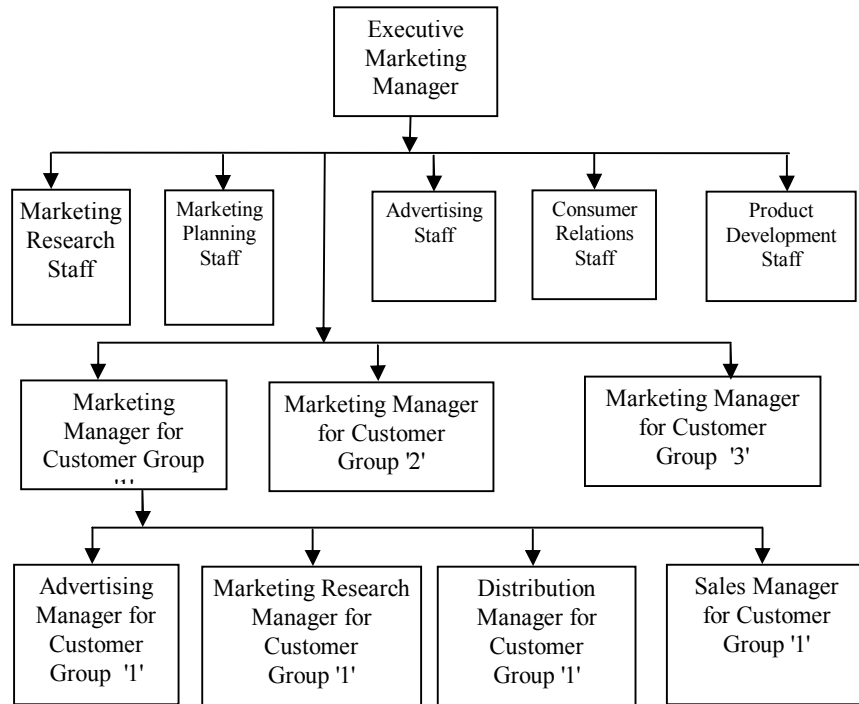 Executive
Marketing
Manager
Marketing
Research
Staff
Marketing
Planning
Staff
Advertising
Staff
Consumer
Relations
Staff
Product
Development
Staff
Marketing
Manager for
Customer Group
'1'
Marketing Manager
for Customer
Group '2'
Marketing Manager
for Customer
Group '3'
Advertising
Manager for
Customer
Group '1'
Marketing Research
Manager for
Customer
Group '1'
Distribution
Manager for
Customer
Group '1'
Sales Manager
for Customer
Group '1'